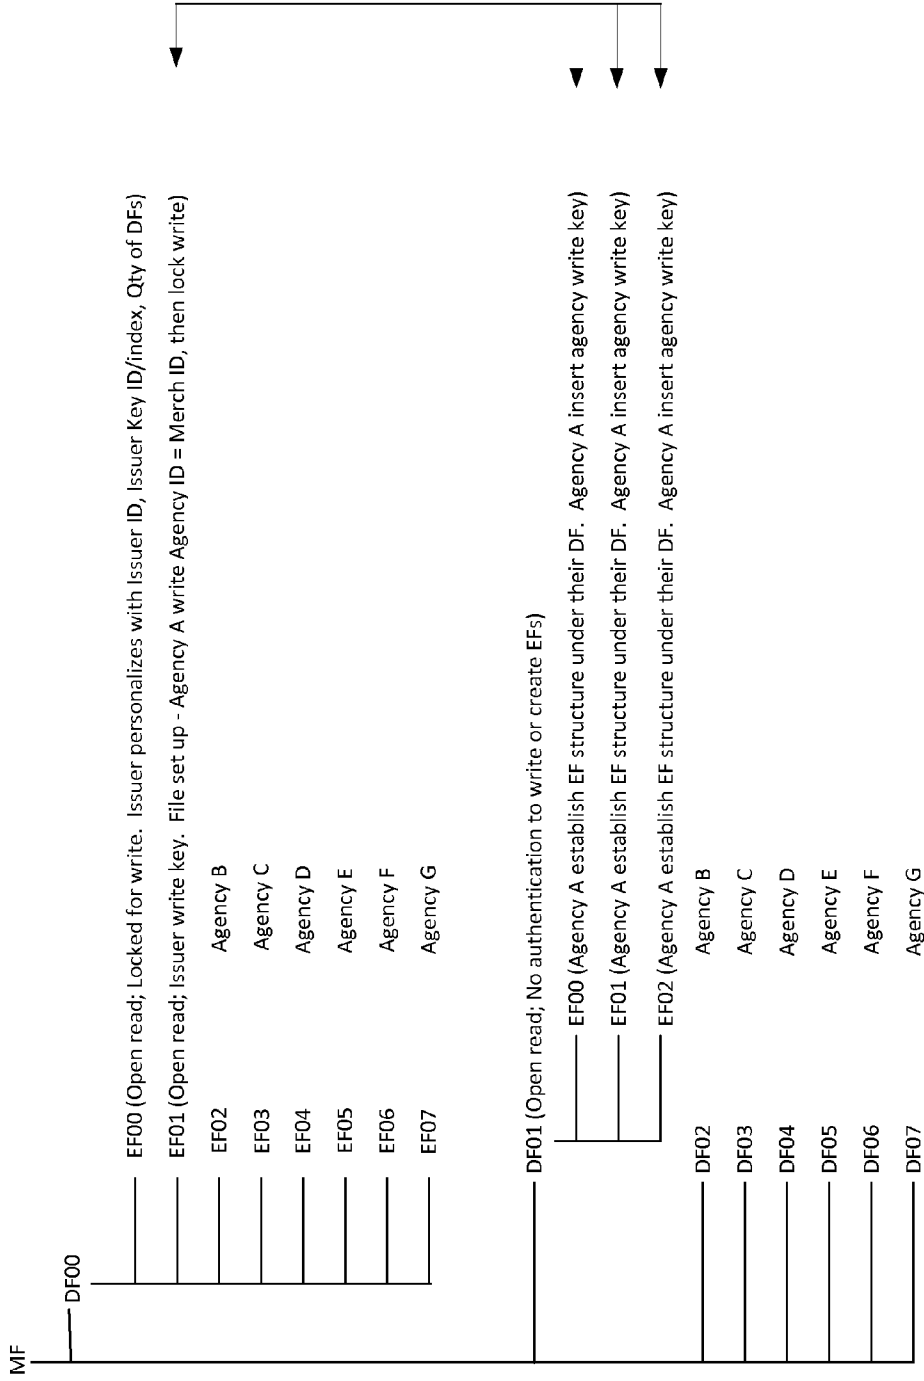 MF
DF00
EF00 (Open read; Locked for write. Issuer personalizes with Issuer ID, Issuer Key ID/index, Qty of DFs)
EF01 (Open read; Issuer write key. File set up - Agency A write Agency ID = Merch ID, then lock write)
EF02 Agency B
EF03 Agency C
EF04 Agency D
EF05 Agency E
EF06 Agency F
EF07 Agency G
DF01 (Open read; No authentication to write or create EFs)
EF00 (Agency A establish EF structure under their DF. Agency A insert agency write key)
EF01 (Agency A establish EF structure under their DF. Agency A insert agency write key)
EF02 (Agency A establish EF structure under their DF. Agency A insert agency write key)
DF02 Agency B
DF03 Agency C
DF04 Agency D
DF05 Agency E
DF06 Agency F
DF07 Agency G